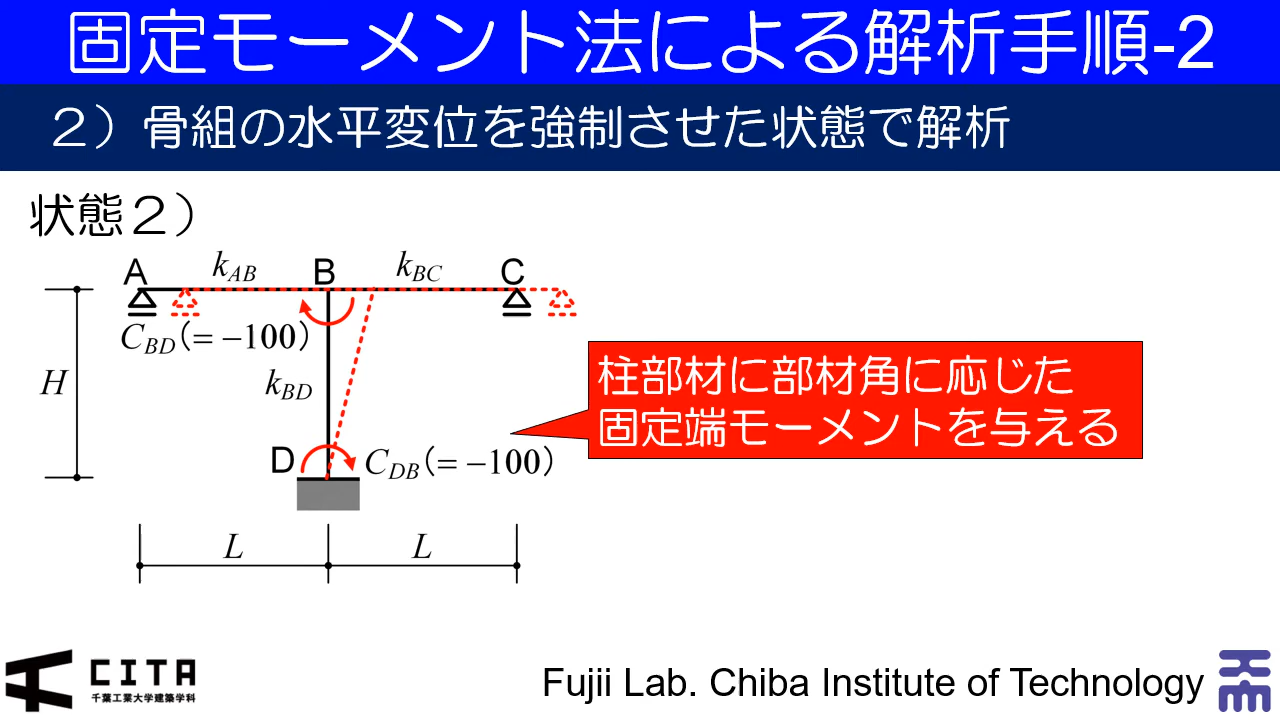 固定モーメント法による解析手順-2
２）骨組の水平変位を強制させた状態で解析
状態２）
A
k_AB
B
k_BC
C
C_BD(= −100)
H
k_BD
柱部材に部材角に応じた
固定端モーメントを与える
D
C_DB(= −100)
L
L
CITA
千葉工業大学建築学科
Fujii Lab. Chiba Institute of Technology